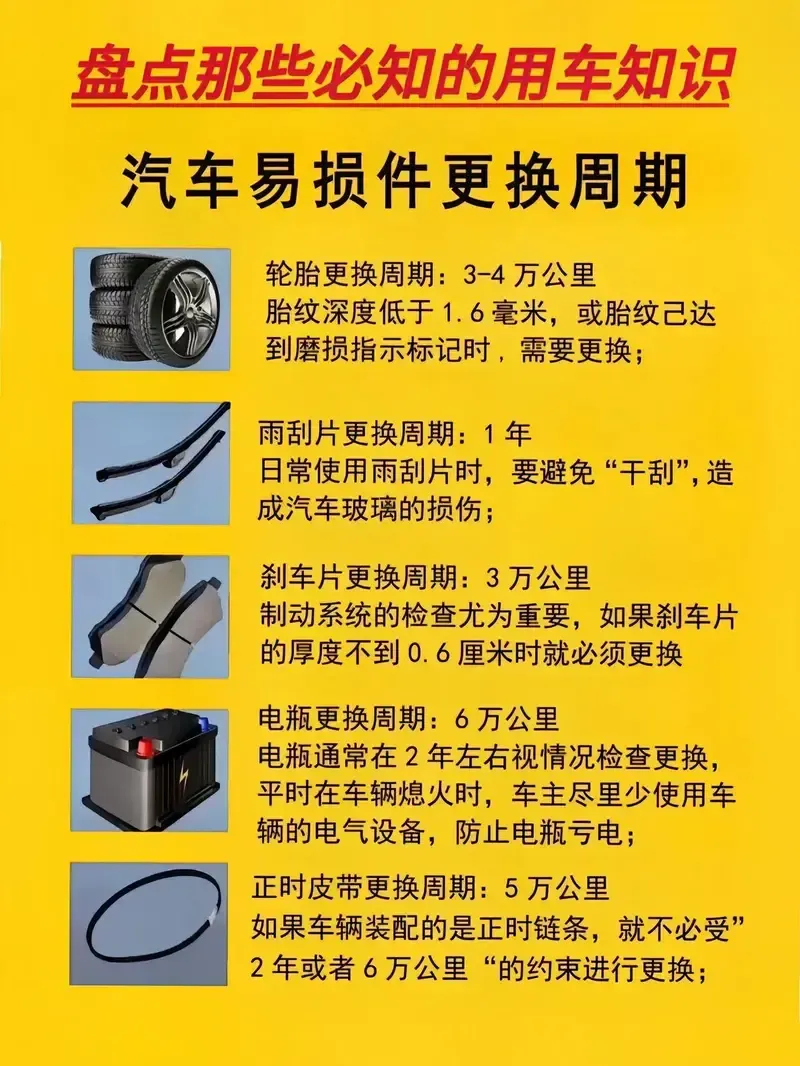 盘点那些必知的用车知识
汽车易损件更换周期
轮胎更换周期：3-4万公里
胎纹深度低于1.6毫米，或胎纹己达
到磨损指示标记时，需要更换；
雨刮片更换周期：1年
日常使用雨刮片时，要避免“干刮”，造
成汽车玻璃的损伤；
刹车片更换周期：3万公里
制动系统的检查尤为重要，如果刹车片
的厚度不到0.6厘米时就必须更换
电瓶更换周期：6万公里
电瓶通常在2年左右视情况检查更换，
平时在车辆熄火时，车主尽里少使用车
辆的电气设备，防止电瓶亏电；
正时皮带更换周期：5万公里
如果车辆装配的是正时链条，就不必受”
2年或者6万公里“的约束进行更换；